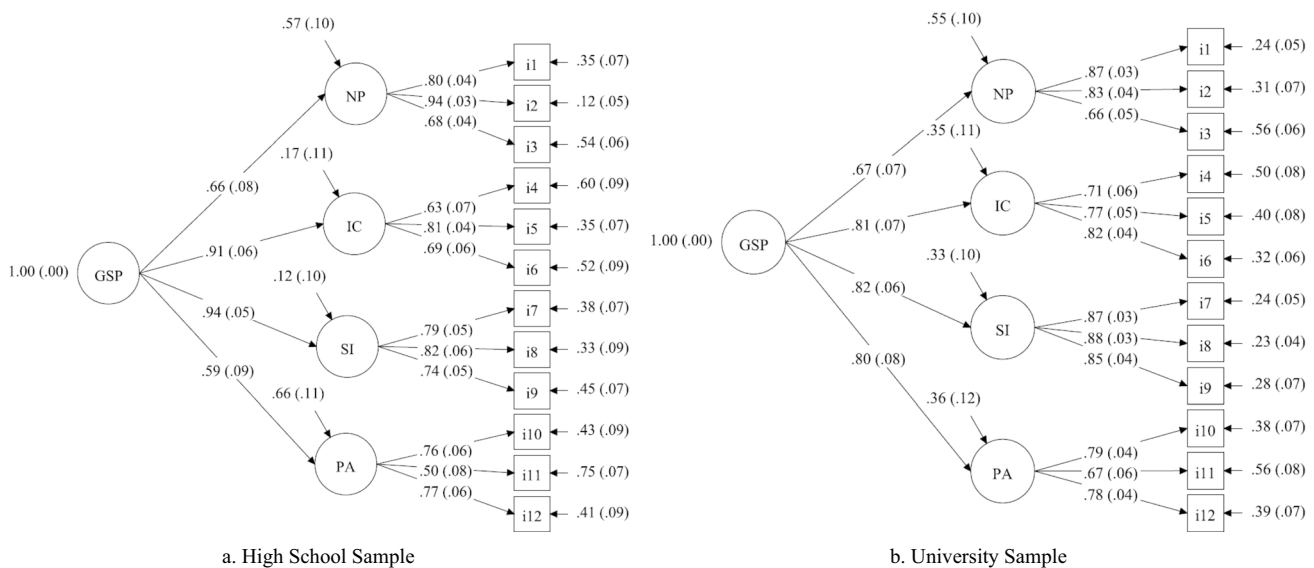 .57 (.10)
NP
.80 (.04)
.94 (.03)
.68 (.04)
i1
.35 (.07)
i2
.12 (.05)
i3
.54 (.06)
.66 (.08)
.17 (.11)
IC
.63 (.07)
.81 (.04)
.69 (.06)
i4
.60 (.09)
i5
.35 (.07)
i6
.52 (.09)
1.00 (.00)
GSP
.91 (.06)
.94 (.05)
.12 (.10)
SI
.79 (.05)
.82 (.06)
.74 (.05)
i7
.38 (.07)
i8
.33 (.09)
i9
.45 (.07)
.59 (.09)
.66 (.11)
PA
.76 (.06)
.50 (.08)
.77 (.06)
i10
.43 (.09)
i11
.75 (.07)
i12
.41 (.09)
a. High School Sample
.55 (.10)
NP
.87 (.03)
.83 (.04)
.66 (.05)
i1
.24 (.05)
i2
.31 (.07)
i3
.56 (.06)
.67 (.07)
.35 (.11)
IC
.71 (.06)
.77 (.05)
.82 (.04)
i4
.50 (.08)
i5
.40 (.08)
i6
.32 (.06)
1.00 (.00)
GSP
.81 (.07)
.82 (.06)
.33 (.10)
SI
.87 (.03)
.88 (.03)
.85 (.04)
i7
.24 (.05)
i8
.23 (.04)
i9
.28 (.07)
.80 (.08)
.36 (.12)
PA
.79 (.04)
.67 (.06)
.78 (.04)
i10
.38 (.07)
i11
.56 (.08)
i12
.39 (.07)
b. University Sample